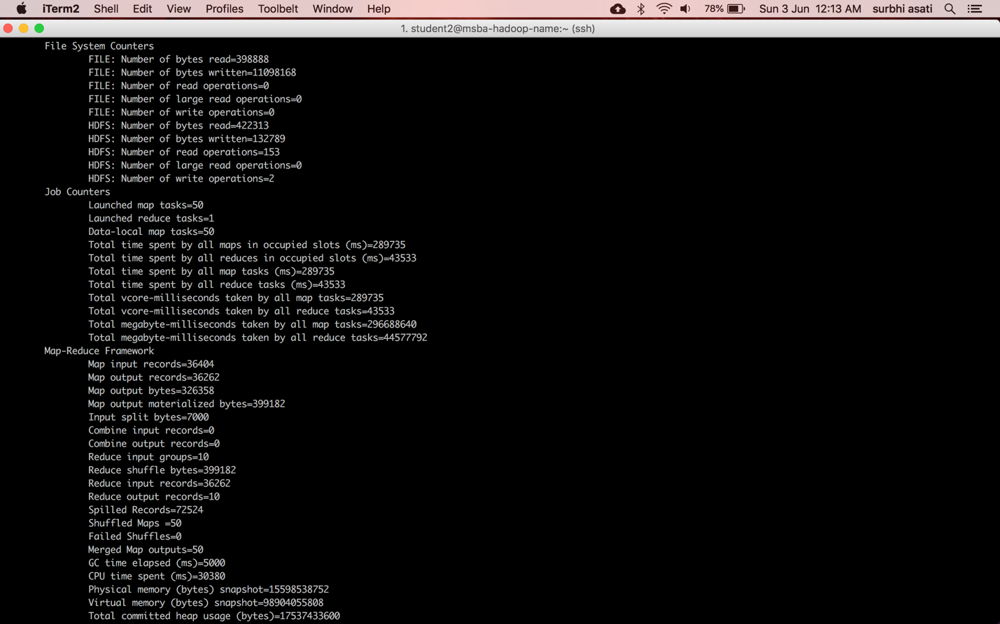 iTerm2 Shell Edit View Profiles Toolbelt Window Help 78% Sun 3 Jun 12:13 AM surbhi asati
1. student2@msba-hadoop-name:~ (ssh)
File System Counters
FILE: Number of bytes read=398888
FILE: Number of bytes written=11098168
FILE: Number of read operations=0
FILE: Number of large read operations=0
FILE: Number of write operations=0
HDFS: Number of bytes read=422313
HDFS: Number of bytes written=132789
HDFS: Number of read operations=153
HDFS: Number of large read operations=0
HDFS: Number of write operations=2
Job Counters
Launched map tasks=50
Launched reduce tasks=1
Data-local map tasks=50
Total time spent by all maps in occupied slots (ms)=289735
Total time spent by all reduces in occupied slots (ms)=43533
Total time spent by all map tasks (ms)=289735
Total time spent by all reduce tasks (ms)=43533
Total vcore-milliseconds taken by all map tasks=289735
Total vcore-milliseconds taken by all reduce tasks=43533
Total megabyte-milliseconds taken by all map tasks=296688640
Total megabyte-milliseconds taken by all reduce tasks=44577792
Map-Reduce Framework
Map input records=36404
Map output records=36262
Map output bytes=326358
Map output materialized bytes=399182
Input split bytes=7000
Combine input records=0
Combine output records=0
Reduce input groups=10
Reduce shuffle bytes=399182
Reduce input records=36262
Reduce output records=10
Spilled Records=72524
Shuffled Maps =50
Failed Shuffles=0
Merged Map outputs=50
GC time elapsed (ms)=5000
CPU time spent (ms)=30380
Physical memory (bytes) snapshot=15598538752
Virtual memory (bytes) snapshot=98904055808
Total committed heap usage (bytes)=17537433600